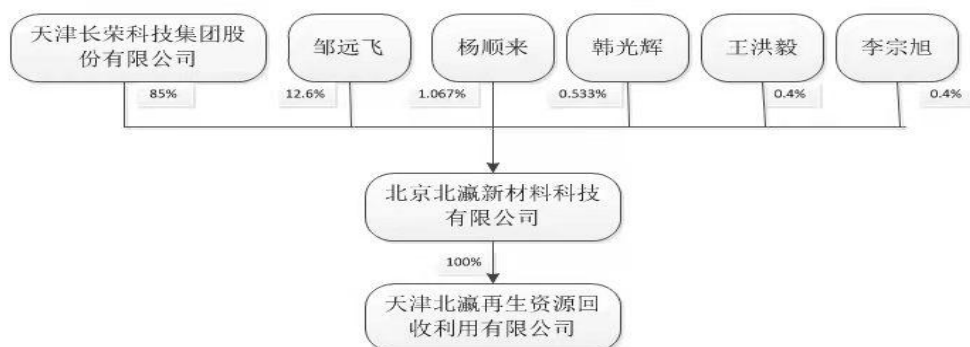 天津长荣科技集团股
份有限公司
邹远飞
杨顺来
韩光辉
王洪毅
李宗旭
85%
12.6%
1.067%
0.533%
0.4%
0.4%
北京北瀛新材料科技
有限公司
100%
天津北瀛再生资源回
收利用有限公司